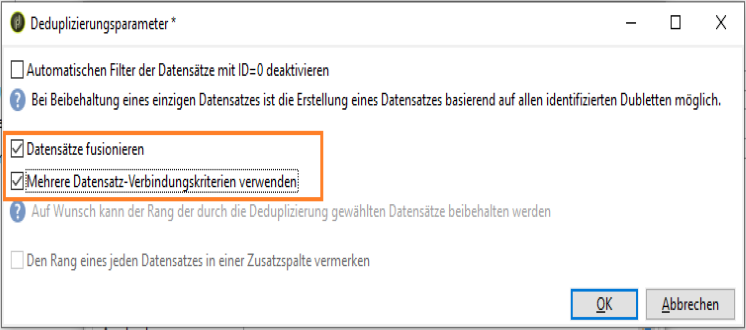 Deduplizierungsparameter *
Automatischen Filter der Datensätze mit ID=0 deaktivieren
Bei Beibehaltung eines einzigen Datensatzes ist die Erstellung eines Datensatzes basierend auf allen identifizierten Dubletten möglich.
Datensätze fusionieren
Mehrere Datensatz-Verbindungskriterien verwenden
Auf Wunsch kann der Rang der durch die Deduplizierung gewählten Datensätze beibehalten werden
Den Rang eines jeden Datensatzes in einer Zusatzspalte vermerken
OK Abbrechen